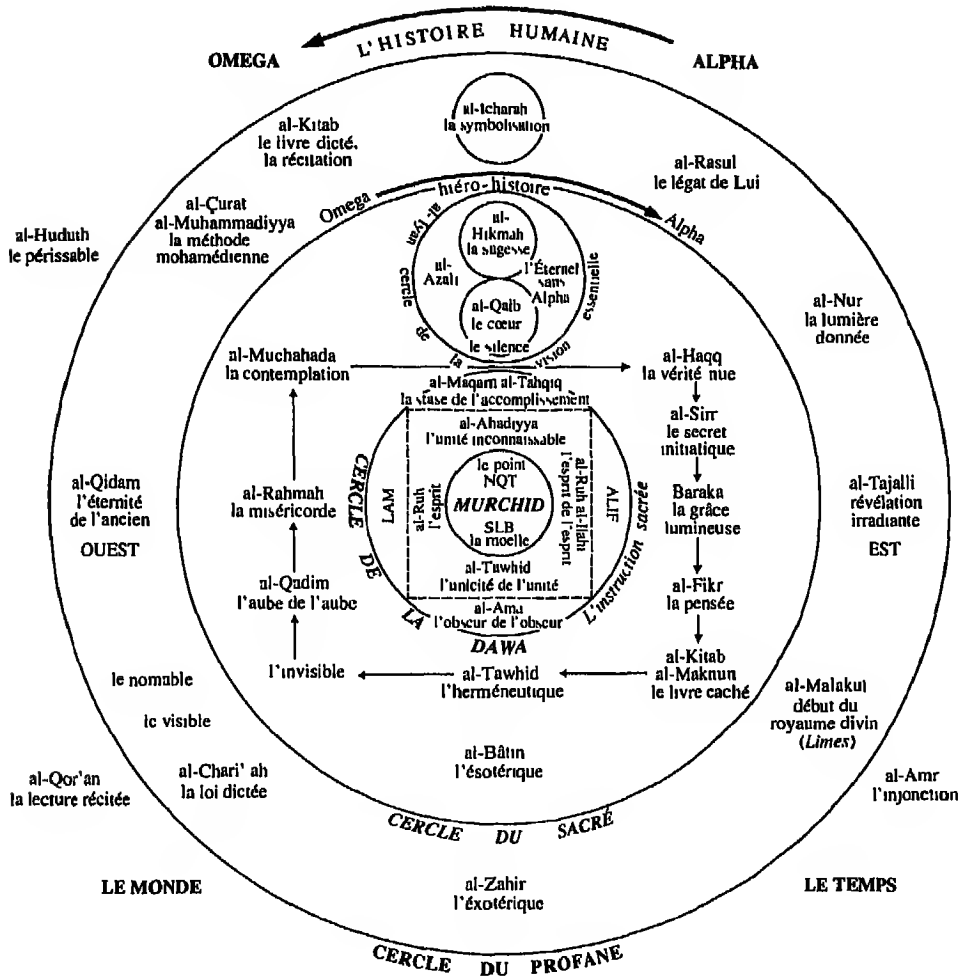 L'HISTOIRE HUMAINE
OMEGA
ALPHA
al-Icharah
la symbolisation
al-Kitab
le livre dicté,
la récitation
al-Rasul
le légat de Lui
Omega
hiéro-histoire
Alpha
al-Çurat
al-Muhammadiyya
la méthode
mohamédienne
al-Huduth
le périssable
al-Iyan
cercle de la vision essentielle
al-
Hikmah
la sagesse
al-
Azali
l'Éternel
sans
Alpha
al-Qalb
le cœur
le silence
al-Nur
la lumière
donnée
al-Muchahada
la contemplation
al-Haqq
la vérité nue
al-Maqam al-Tahqiq
la stase de l'accomplissement
al-Sirr
le secret
initiatique
al-Ahadiyya
l'unité inconnaissable
le point
NQT
MURCHID
SLB
la moelle
CERCLE DE LA DAWA
LAM
al-Ruh
l'esprit
al-Ruh al-Ilahi
l'esprit de l'esprit
ALIF
L'instruction sacrée
al-Qidam
l'éternité
de l'ancien
OUEST
al-Rahmah
la miséricorde
Baraka
la grâce
lumineuse
al-Tajalli
révélation
irradiante
EST
al-Tawhid
l'unicité de l'unité
al-Qadim
l'aube de l'aube
al-Fikr
la pensée
al-Ama
l'obscur de l'obscur
l'invisible
al-Tawhid
l'herméneutique
al-Kitab
al-Maknun
le livre caché
le nomable
le visible
al-Malakut
début du
royaume divin
(Limes)
al-Bâtin
l'ésotérique
al-Qor'an
la lecture récitée
al-Chari' ah
la loi dictée
al-Amr
l'injonction
CERCLE DU SACRÉ
LE MONDE
al-Zahir
l'éxotérique
LE TEMPS
CERCLE DU PROFANE